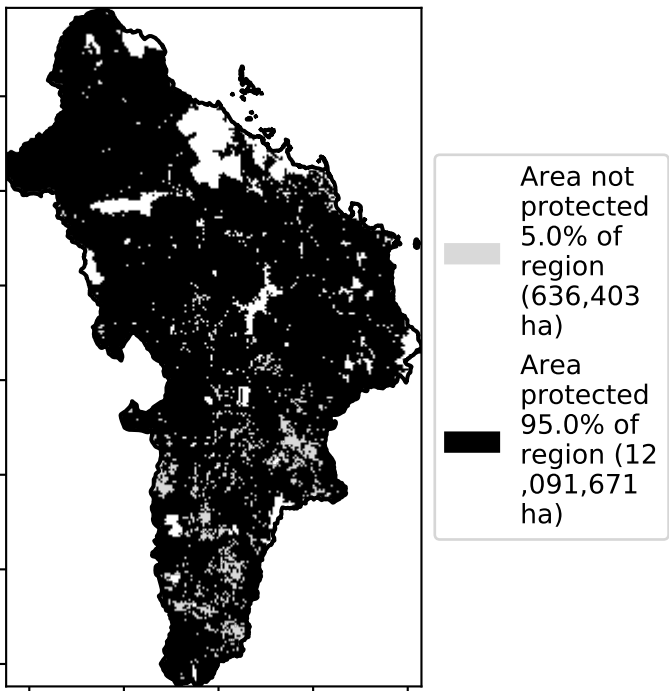 Area not
protected
5.0% of
region
(636,403
ha)
Area
protected
95.0% of
region (12
,091,671
ha)